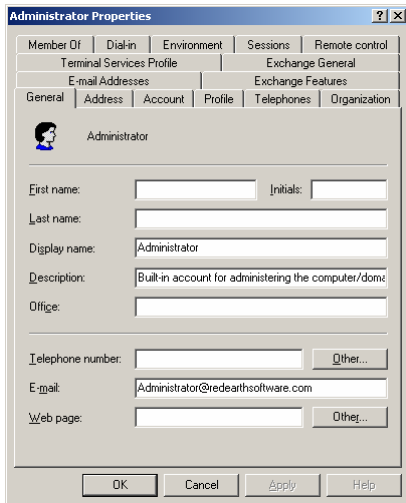 Administrator Properties
Member Of Dial-in Environment Sessions Remote control
Terminal Services Profile Exchange General
E-mail Addresses Exchange Features
General Address Account Profile Telephones Organization
Administrator
First name: Initials:
Last name:
Display name: Administrator
Description: Built-in account for administering the computer/doma
Office:
Telephone number: Other...
E-mail: Administrator@redearthsoftware.com
Web page: Other...
OK Cancel Apply Help